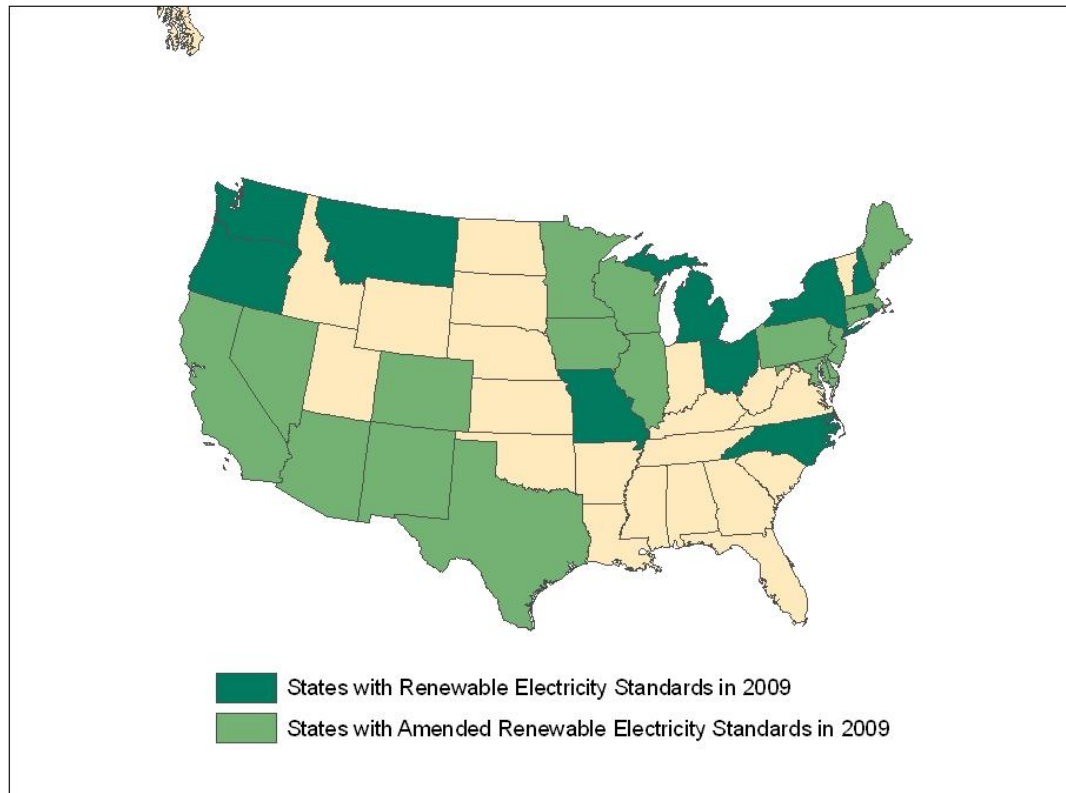 States with Renewable Electricity Standards in 2009
States with Amended Renewable Electricity Standards in 2009